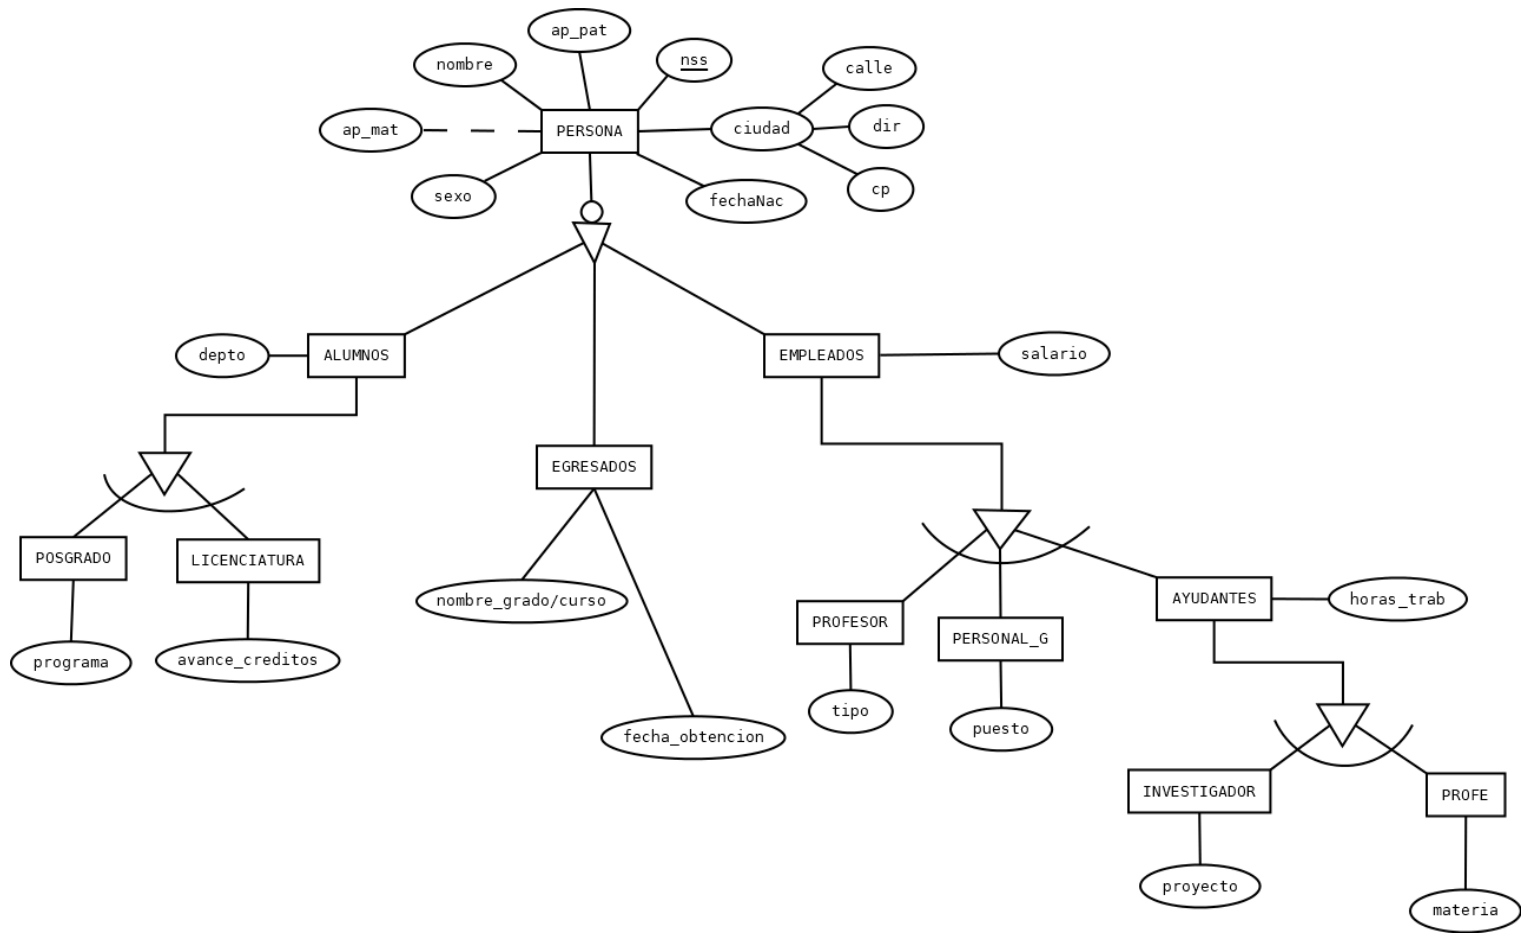 ap_pat
nombre
nss
calle
ap_mat
PERSONA
ciudad
dir
sexo
fechaNac
cp
depto
ALUMNOS
EMPLEADOS
salario
EGRESADOS
POSGRADO
LICENCIATURA
nombre_grado/curso
PROFESOR
PERSONAL_G
AYUDANTES
horas_trab
programa
avance_creditos
tipo
puesto
fecha_obtencion
INVESTIGADOR
PROFE
proyecto
materia